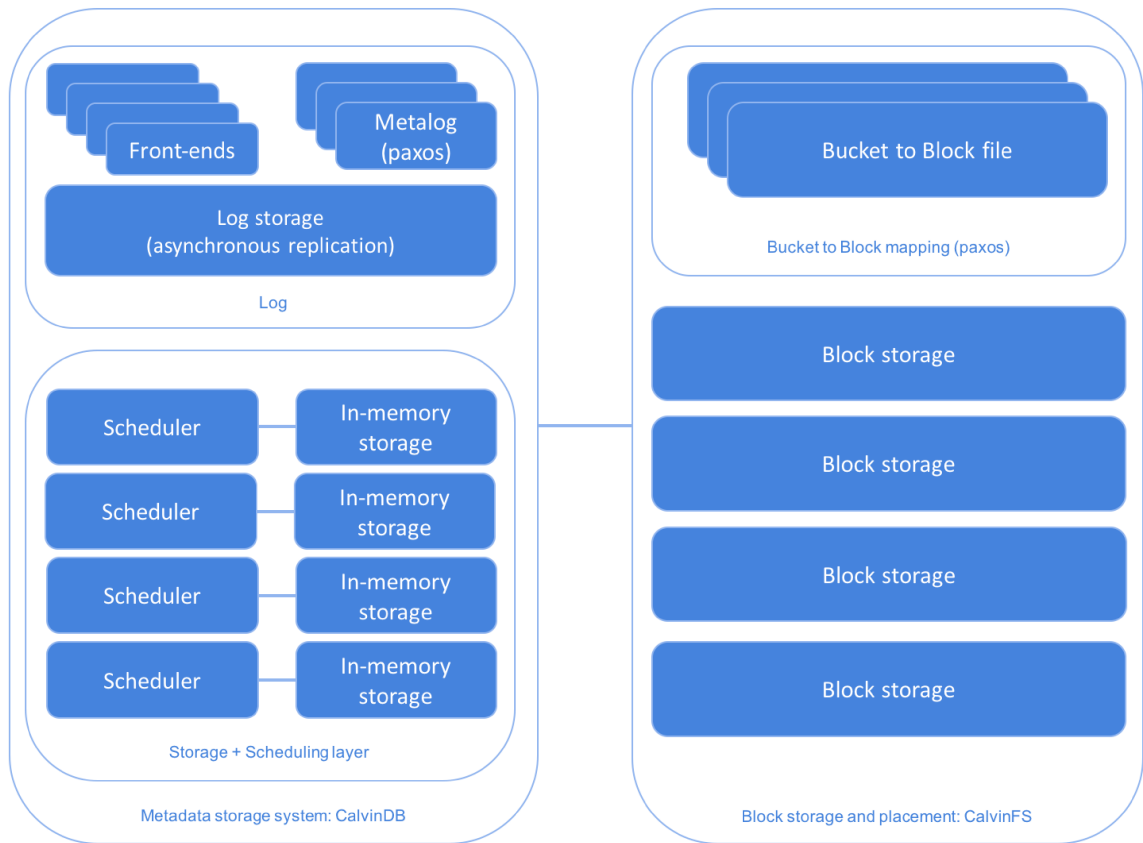 Front-ends
Metalog
(paxos)
Log storage
(asynchronous replication)
Log
Scheduler
In-memory
storage
Scheduler
In-memory
storage
Scheduler
In-memory
storage
Scheduler
In-memory
storage
Storage + Scheduling layer
Metadata storage system: CalvinDB
Bucket to Block file
Bucket to Block mapping (paxos)
Block storage
Block storage
Block storage
Block storage
Block storage and placement: CalvinFS